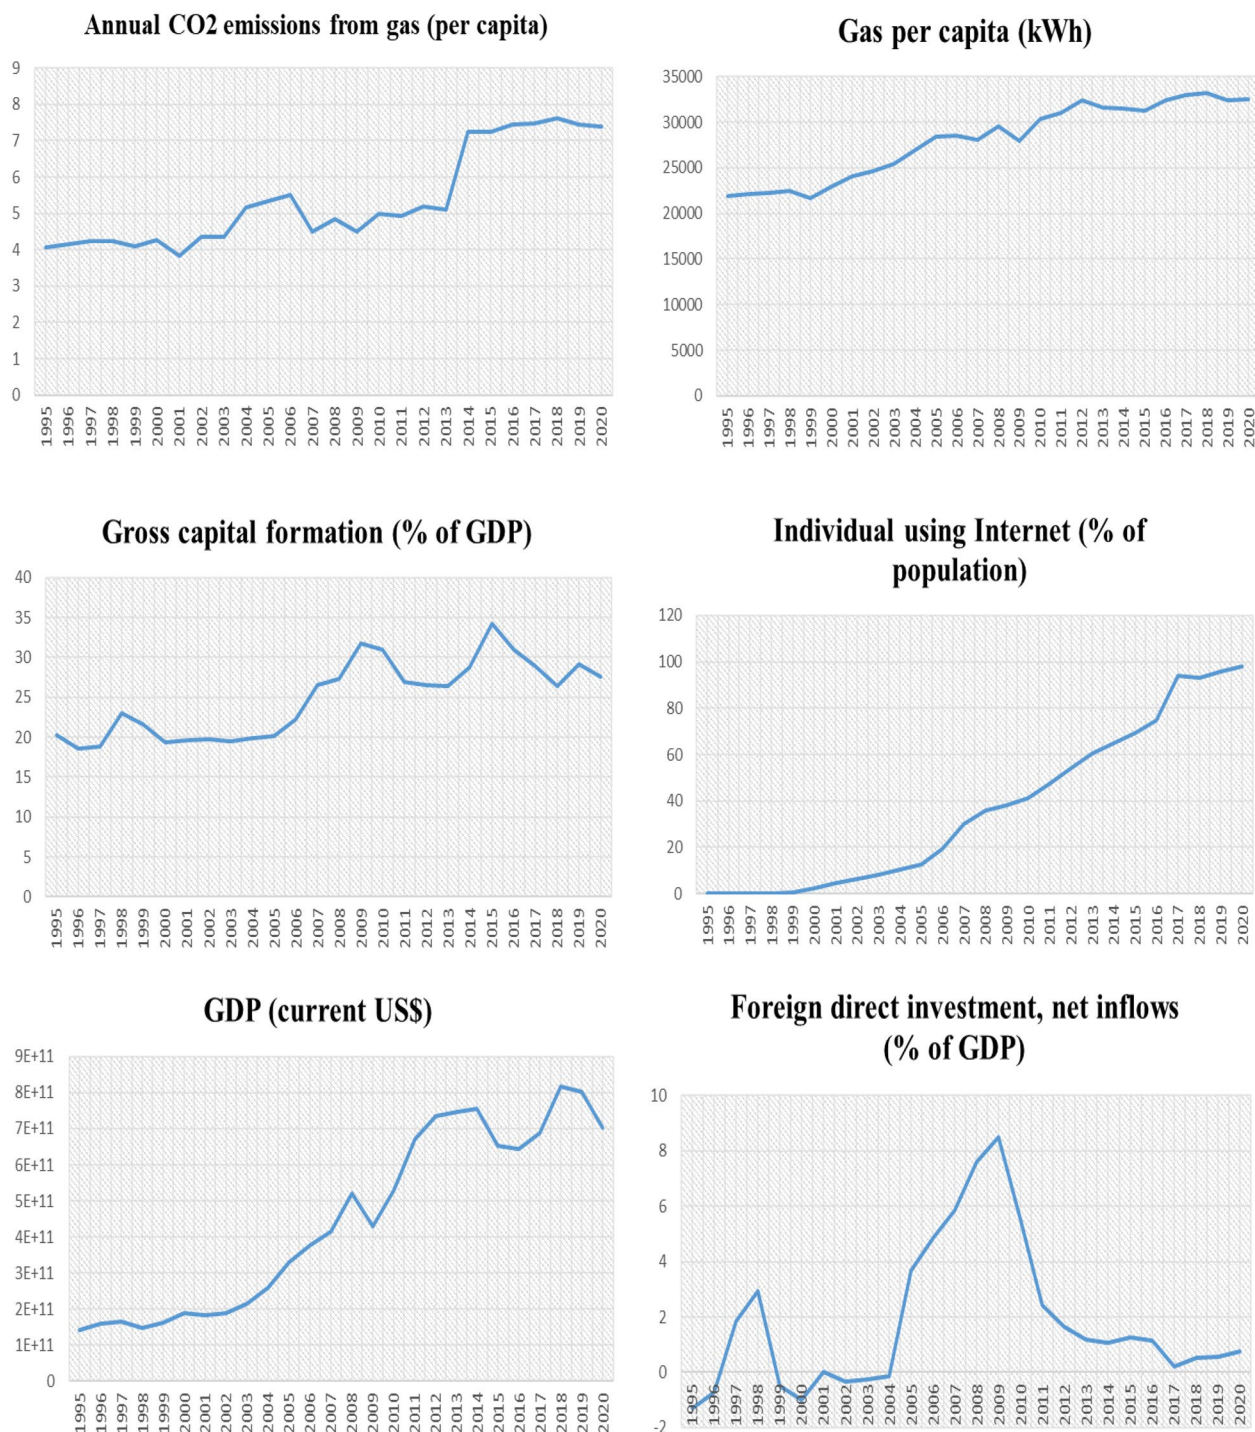 Annual CO2 emissions from gas (per capita)
9
8
7
6
5
4
3
2
1
0
1995 1996 1997 1998 1999 2000 2001 2002 2003 2004 2005 2006 2007 2008 2009 2010 2011 2012 2013 2014 2015 2016 2017 2018 2019 2020
Gas per capita (kWh)
35000
30000
25000
20000
15000
10000
5000
0
1995 1996 1997 1998 1999 2000 2001 2002 2003 2004 2005 2006 2007 2008 2009 2010 2011 2012 2013 2014 2015 2016 2017 2018 2019 2020
Gross capital formation (% of GDP)
40
35
30
25
20
15
10
5
0
1995 1996 1997 1998 1999 2000 2001 2002 2003 2004 2005 2006 2007 2008 2009 2010 2011 2012 2013 2014 2015 2016 2017 2018 2019 2020
Individual using Internet (% of
population)
120
100
80
60
40
20
0
1995 1996 1997 1998 1999 2000 2001 2002 2003 2004 2005 2006 2007 2008 2009 2010 2011 2012 2013 2014 2015 2016 2017 2018 2019 2020
GDP (current US$)
9E+11
8E+11
7E+11
6E+11
5E+11
4E+11
3E+11
2E+11
1E+11
0
1995 1996 1997 1998 1999 2000 2001 2002 2003 2004 2005 2006 2007 2008 2009 2010 2011 2012 2013 2014 2015 2016 2017 2018 2019 2020
Foreign direct investment, net inflows
(% of GDP)
10
8
6
4
2
0
-2
1995 1996 1997 1998 1999 2000 2001 2002 2003 2004 2005 2006 2007 2008 2009 2010 2011 2012 2013 2014 2015 2016 2017 2018 2019 2020